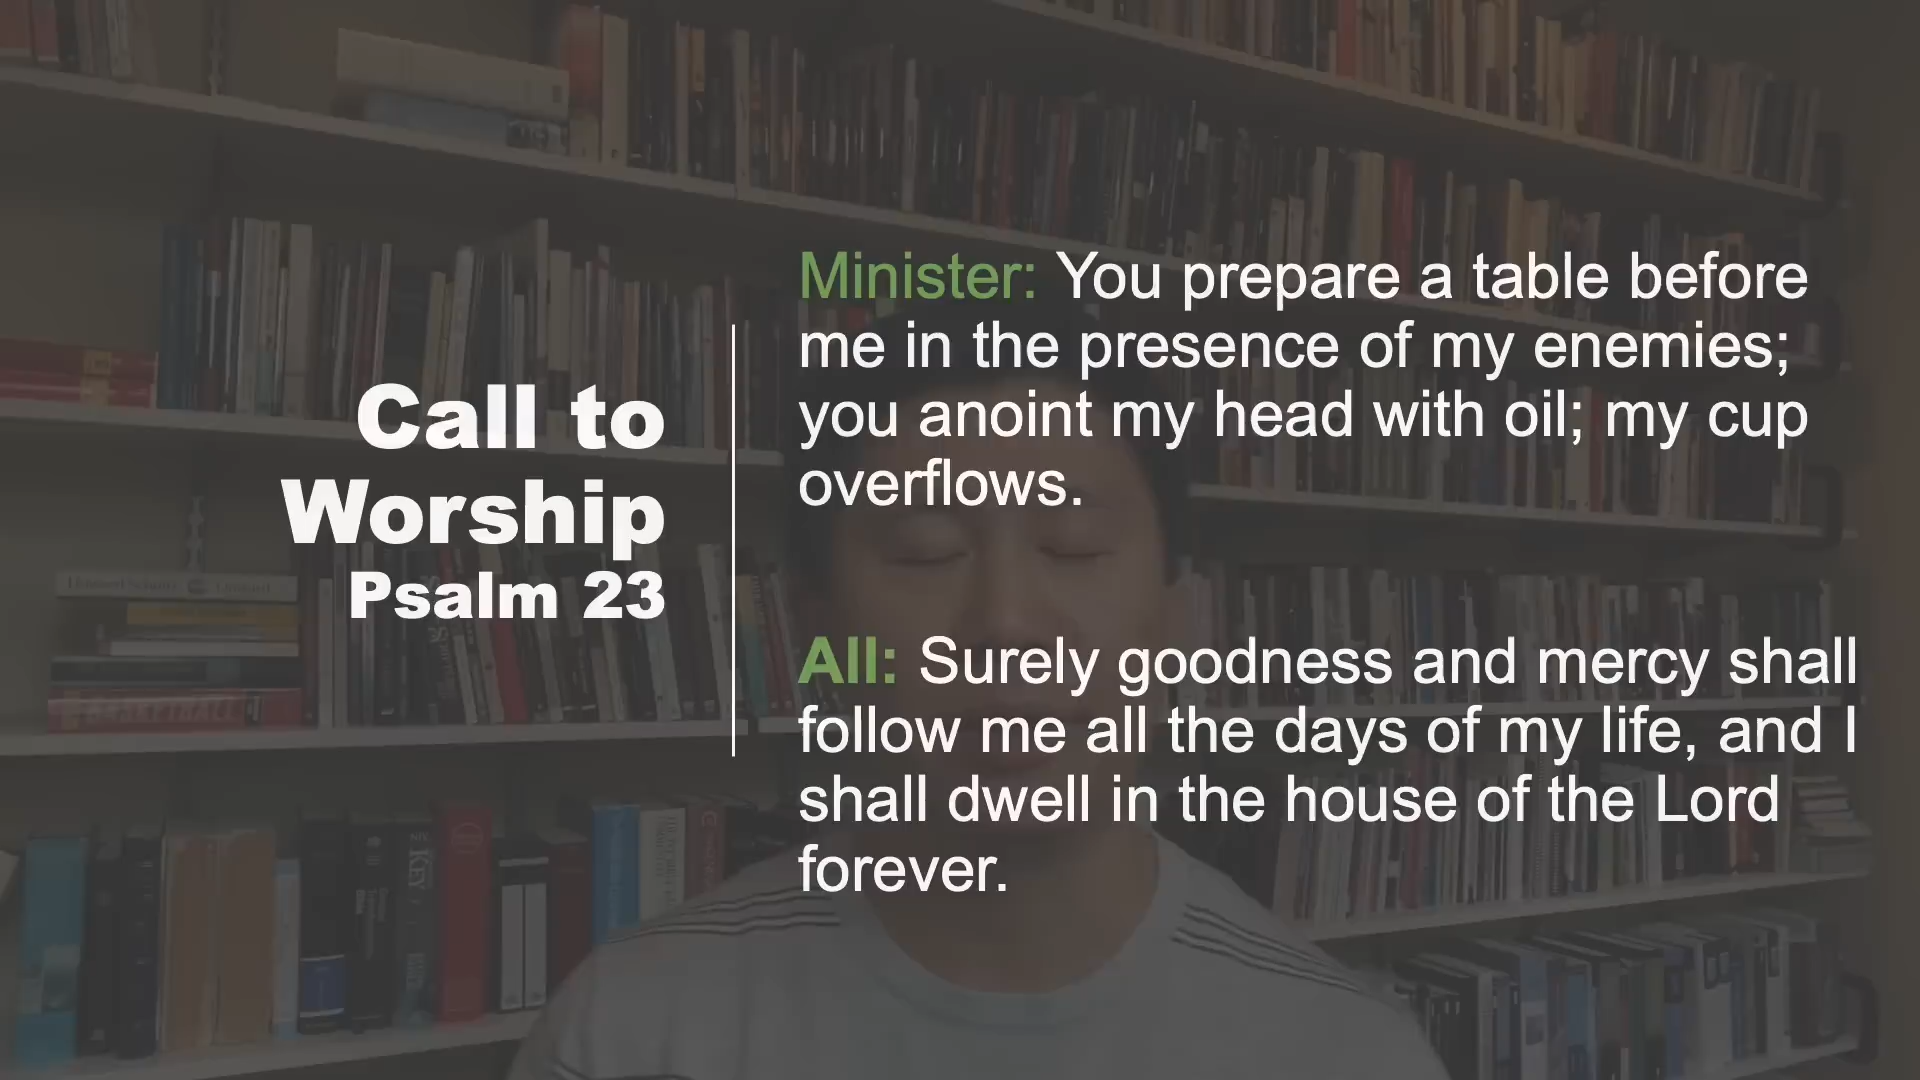 Call to
Worship
Psalm 23
Minister: You prepare a table before
me in the presence of my enemies;
you anoint my head with oil; my cup
overflows.
All: Surely goodness and mercy shall
follow me all the days of my life, and I
shall dwell in the house of the Lord
forever.
BASKETBALL
KEY